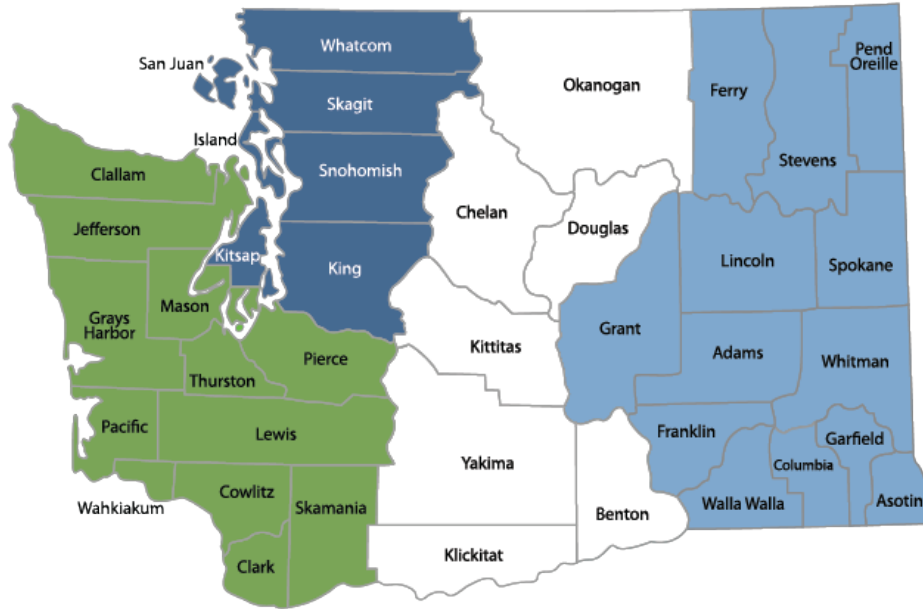 Whatcom
San Juan
Pend
Oreille
Okanogan
Ferry
Skagit
Island
Stevens
Snohomish
Clallam
Chelan
Douglas
Jefferson
Kitsap
King
Lincoln
Spokane
Mason
Grays
Harbor
Grant
Kittitas
Adams
Pierce
Whitman
Thurston
Pacific
Lewis
Franklin
Garfield
Yakima
Columbia
Cowlitz
Wahkiakum
Skamania
Walla Walla
Asotin
Benton
Klickitat
Clark